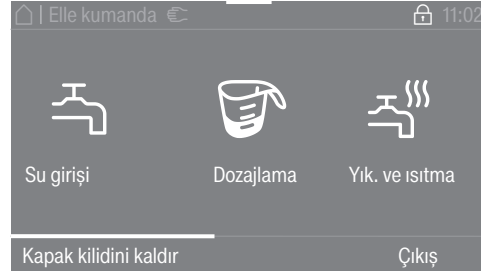 | Elle kumanda 11:02
Su girişi Dozajlama Yık. ve ısıtma
Kapak kilidini kaldır Çıkış